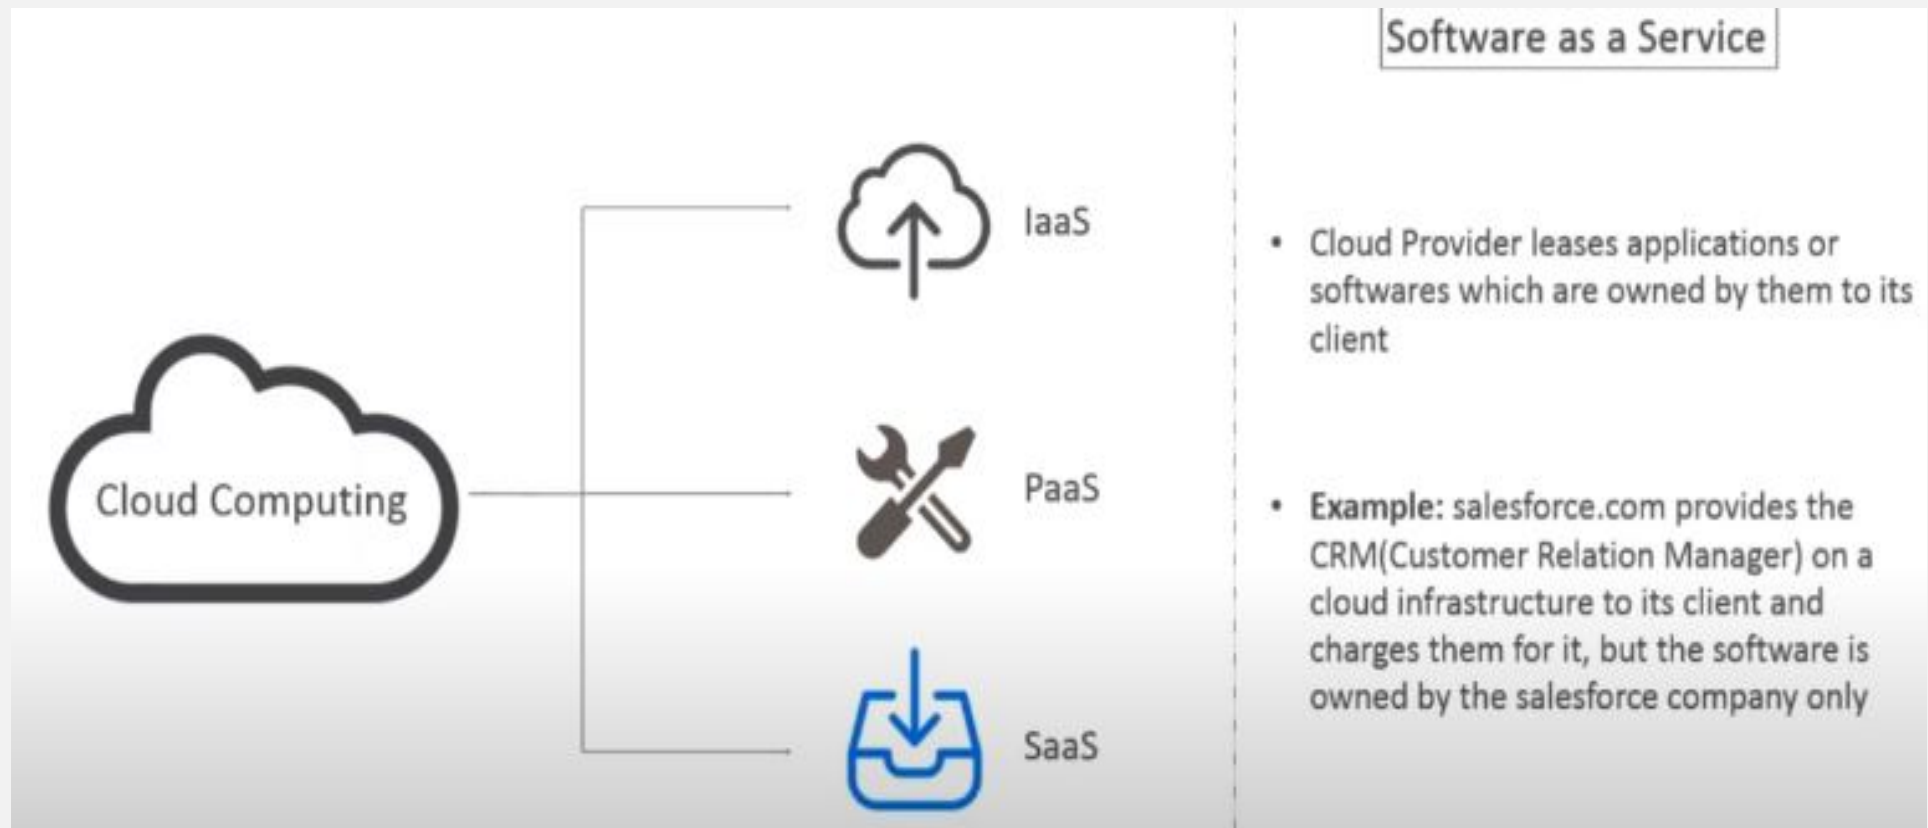 Cloud Computing
IaaS
PaaS
SaaS
Software as a Service
• Cloud Provider leases applications or
softwares which are owned by them to its
client
• Example: salesforce.com provides the
CRM(Customer Relation Manager) on a
cloud infrastructure to its client and
charges them for it, but the software is
owned by the salesforce company only